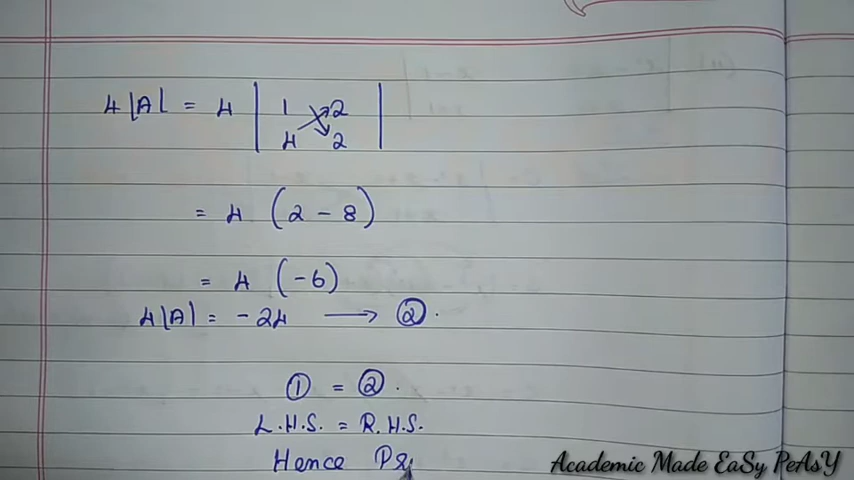 4|A| = 4 | 1 2 |
4 2
= 4 (2 - 8)
= 4 (-6)
4|A| = -24 → ②.
① = ②.
L.H.S. = R.H.S.
Hence
Academic Made EaSy PeAsY